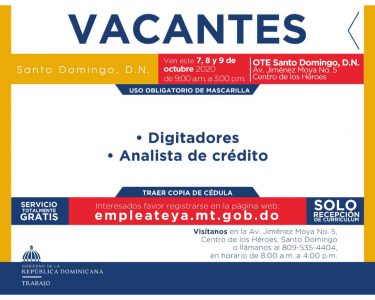 VACANTES
Santo Domingo, D.N.
Ven este 7, 8 y 9 de
octubre 2020
de 9:00 a.m. a 3:00 p.m.
OTE Santo Domingo, D.N.
Av. Jiménez Moya No. 5
Centro de los Héroes
USO OBLIGATORIO DE MASCARILLA
• Digitadores
• Analista de crédito
TRAER COPIA DE CÉDULA
SERVICIO
TOTALMENTE
GRATIS
Interesados favor registrarse en la página web:
empleateya.mt.gob.do
SOLO
RECEPCIÓN
DE CURRÍCULUM
Visítanos en la Av. Jiménez Moya No. 5,
Centro de los Héroes, Santo Domingo
o llámanos al 809-535-4404,
en horario de 8:00 a.m. a 4:00 p.m.
GOBIERNO DE LA
REPÚBLICA DOMINICANA
TRABAJO